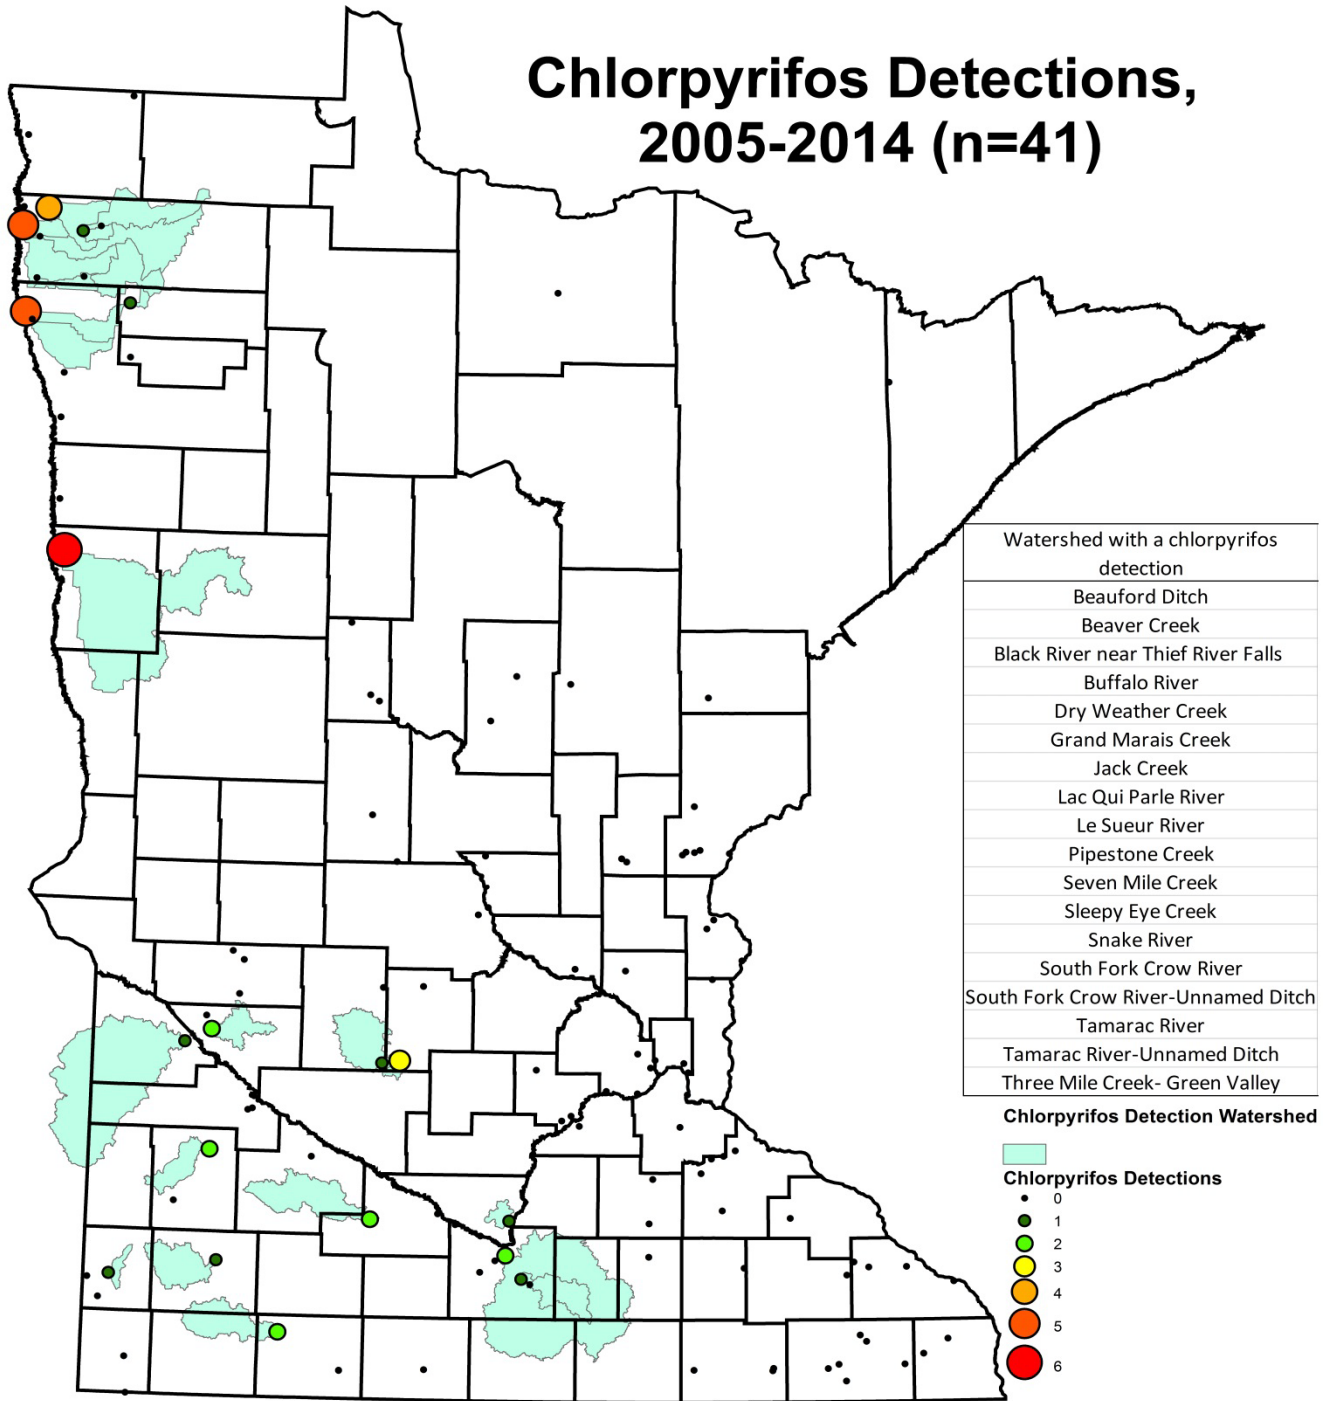 Chlorpyrifos Detections,
2005-2014 (n=41)
Watershed with a chlorpyrifos
detection
Beauford Ditch
Beaver Creek
Black River near Thief River Falls
Buffalo River
Dry Weather Creek
Grand Marais Creek
Jack Creek
Lac Qui Parle River
Le Sueur River
Pipestone Creek
Seven Mile Creek
Sleepy Eye Creek
Snake River
South Fork Crow River
South Fork Crow River-Unnamed Ditch
Tamarac River
Tamarac River-Unnamed Ditch
Three Mile Creek- Green Valley
Chlorpyrifos Detection Watershed
Chlorpyrifos Detections
0
1
2
3
4
5
6